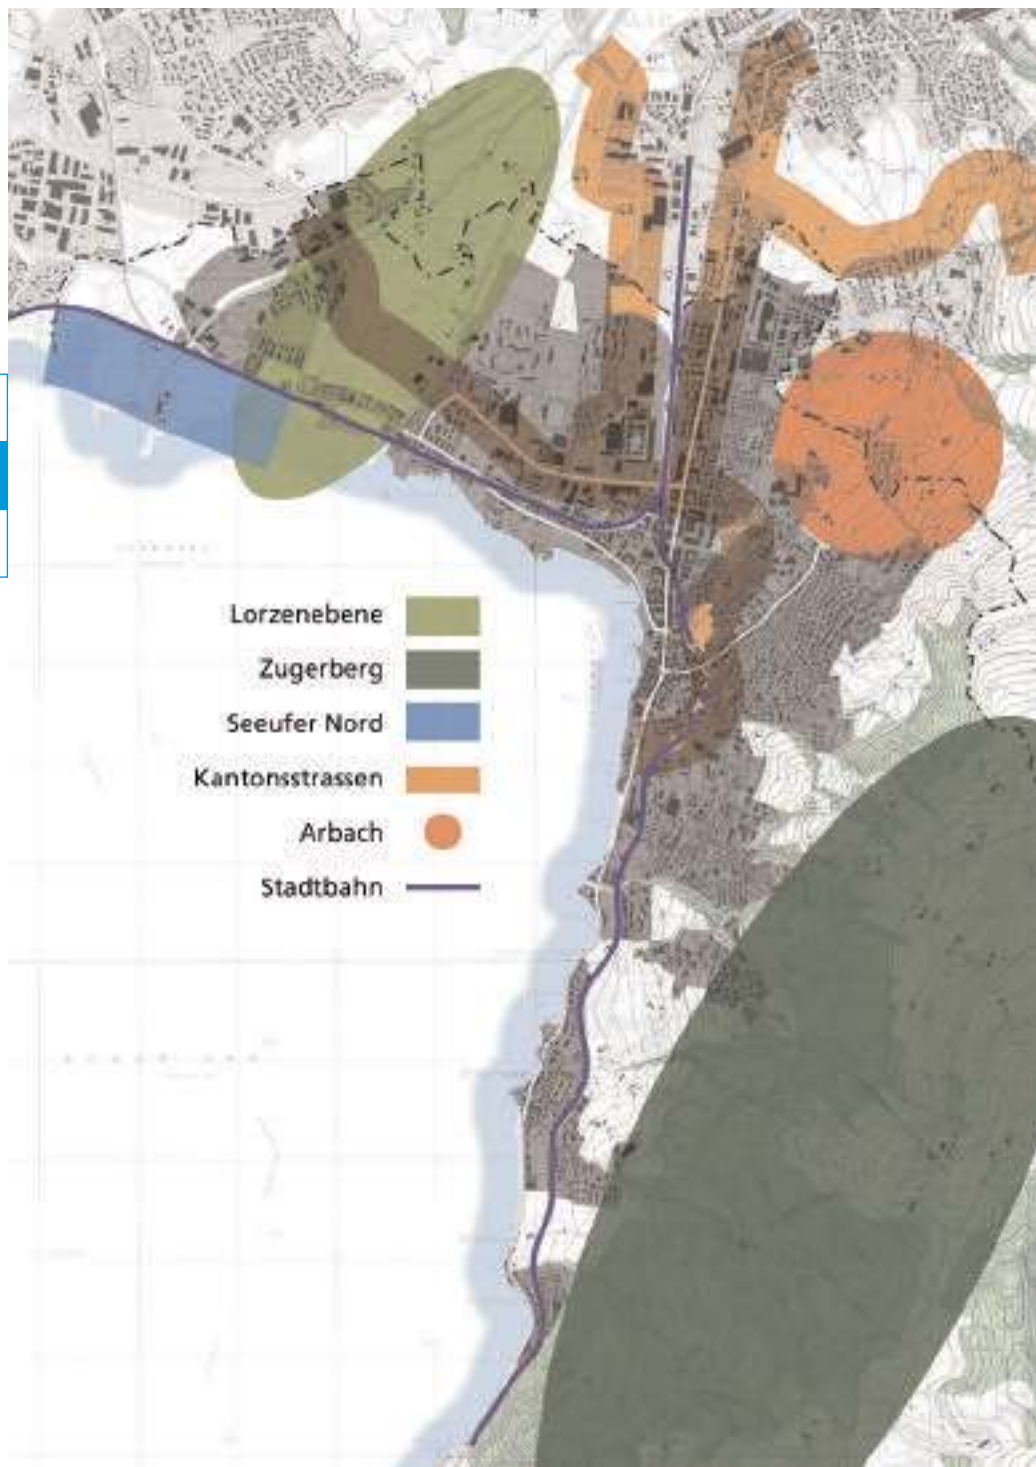 Lorzenebene
Zugerberg
Seeufer Nord
Kantonsstrassen
Arbach
Stadtbahn